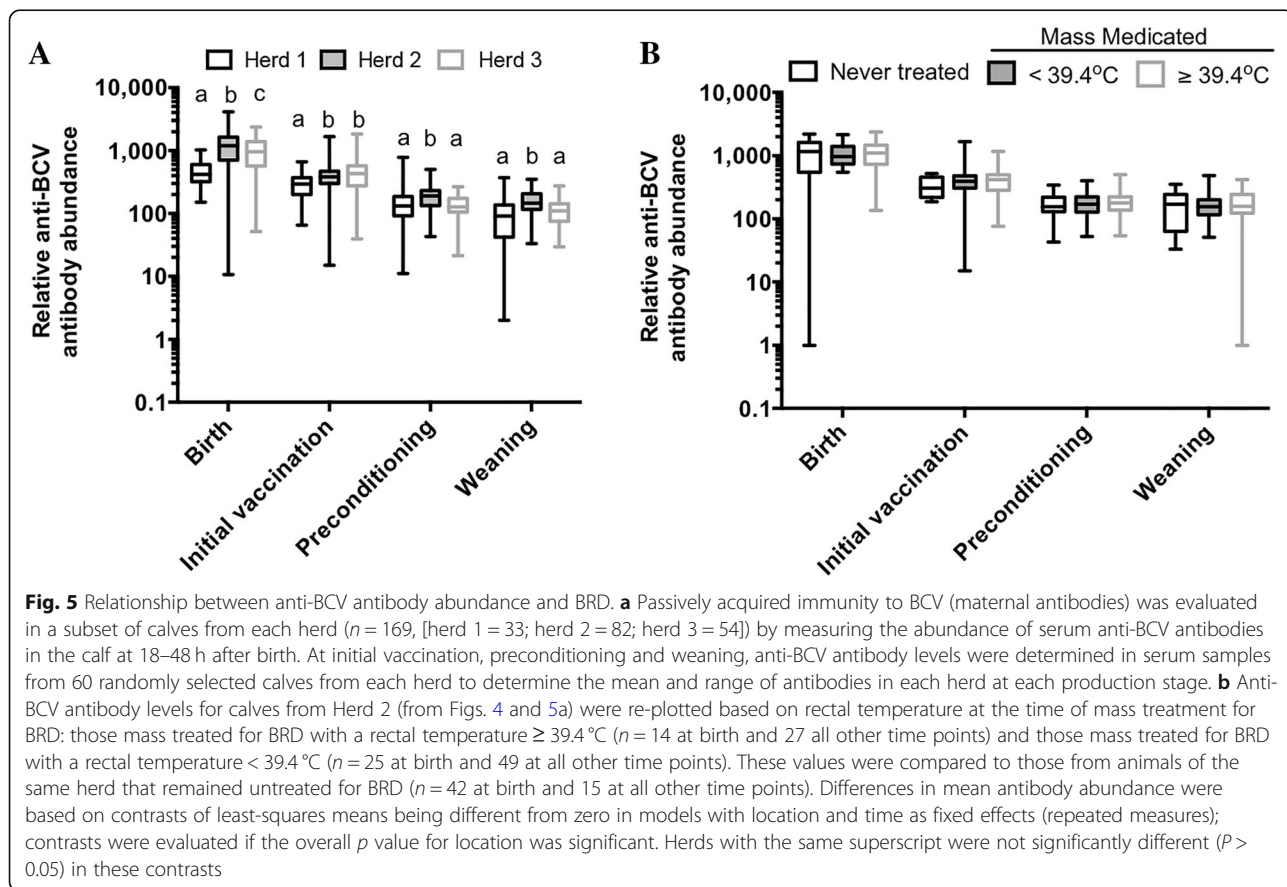 A
Herd 1 Herd 2 Herd 3
Relative anti-BCV
antibody abundance
10,000
1,000
100
10
1
0.1
a b c
a b b
a b a
a b a
Birth
Initial vaccination
Preconditioning
Weaning
B
Mass Medicated
Never treated < 39.4°C ≥ 39.4°C
Relative anti-BCV
antibody abundance
10,000
1,000
100
10
1
0.1
Birth
Initial vaccination
Preconditioning
Weaning
Fig. 5 Relationship between anti-BCV antibody abundance and BRD. a Passively acquired immunity to BCV (maternal antibodies) was evaluated
in a subset of calves from each herd (n = 169, [herd 1 = 33; herd 2 = 82; herd 3 = 54]) by measuring the abundance of serum anti-BCV antibodies
in the calf at 18–48 h after birth. At initial vaccination, preconditioning and weaning, anti-BCV antibody levels were determined in serum samples
from 60 randomly selected calves from each herd to determine the mean and range of antibodies in each herd at each production stage. b Anti-
BCV antibody levels for calves from Herd 2 (from Figs. 4 and 5a) were re-plotted based on rectal temperature at the time of mass treatment for
BRD: those mass treated for BRD with a rectal temperature ≥ 39.4 °C (n = 14 at birth and 27 all other time points) and those mass treated for BRD
with a rectal temperature < 39.4 °C (n = 25 at birth and 49 at all other time points). These values were compared to those from animals of the
same herd that remained untreated for BRD (n = 42 at birth and 15 at all other time points). Differences in mean antibody abundance were
based on contrasts of least-squares means being different from zero in models with location and time as fixed effects (repeated measures);
contrasts were evaluated if the overall p value for location was significant. Herds with the same superscript were not significantly different (P >
0.05) in these contrasts